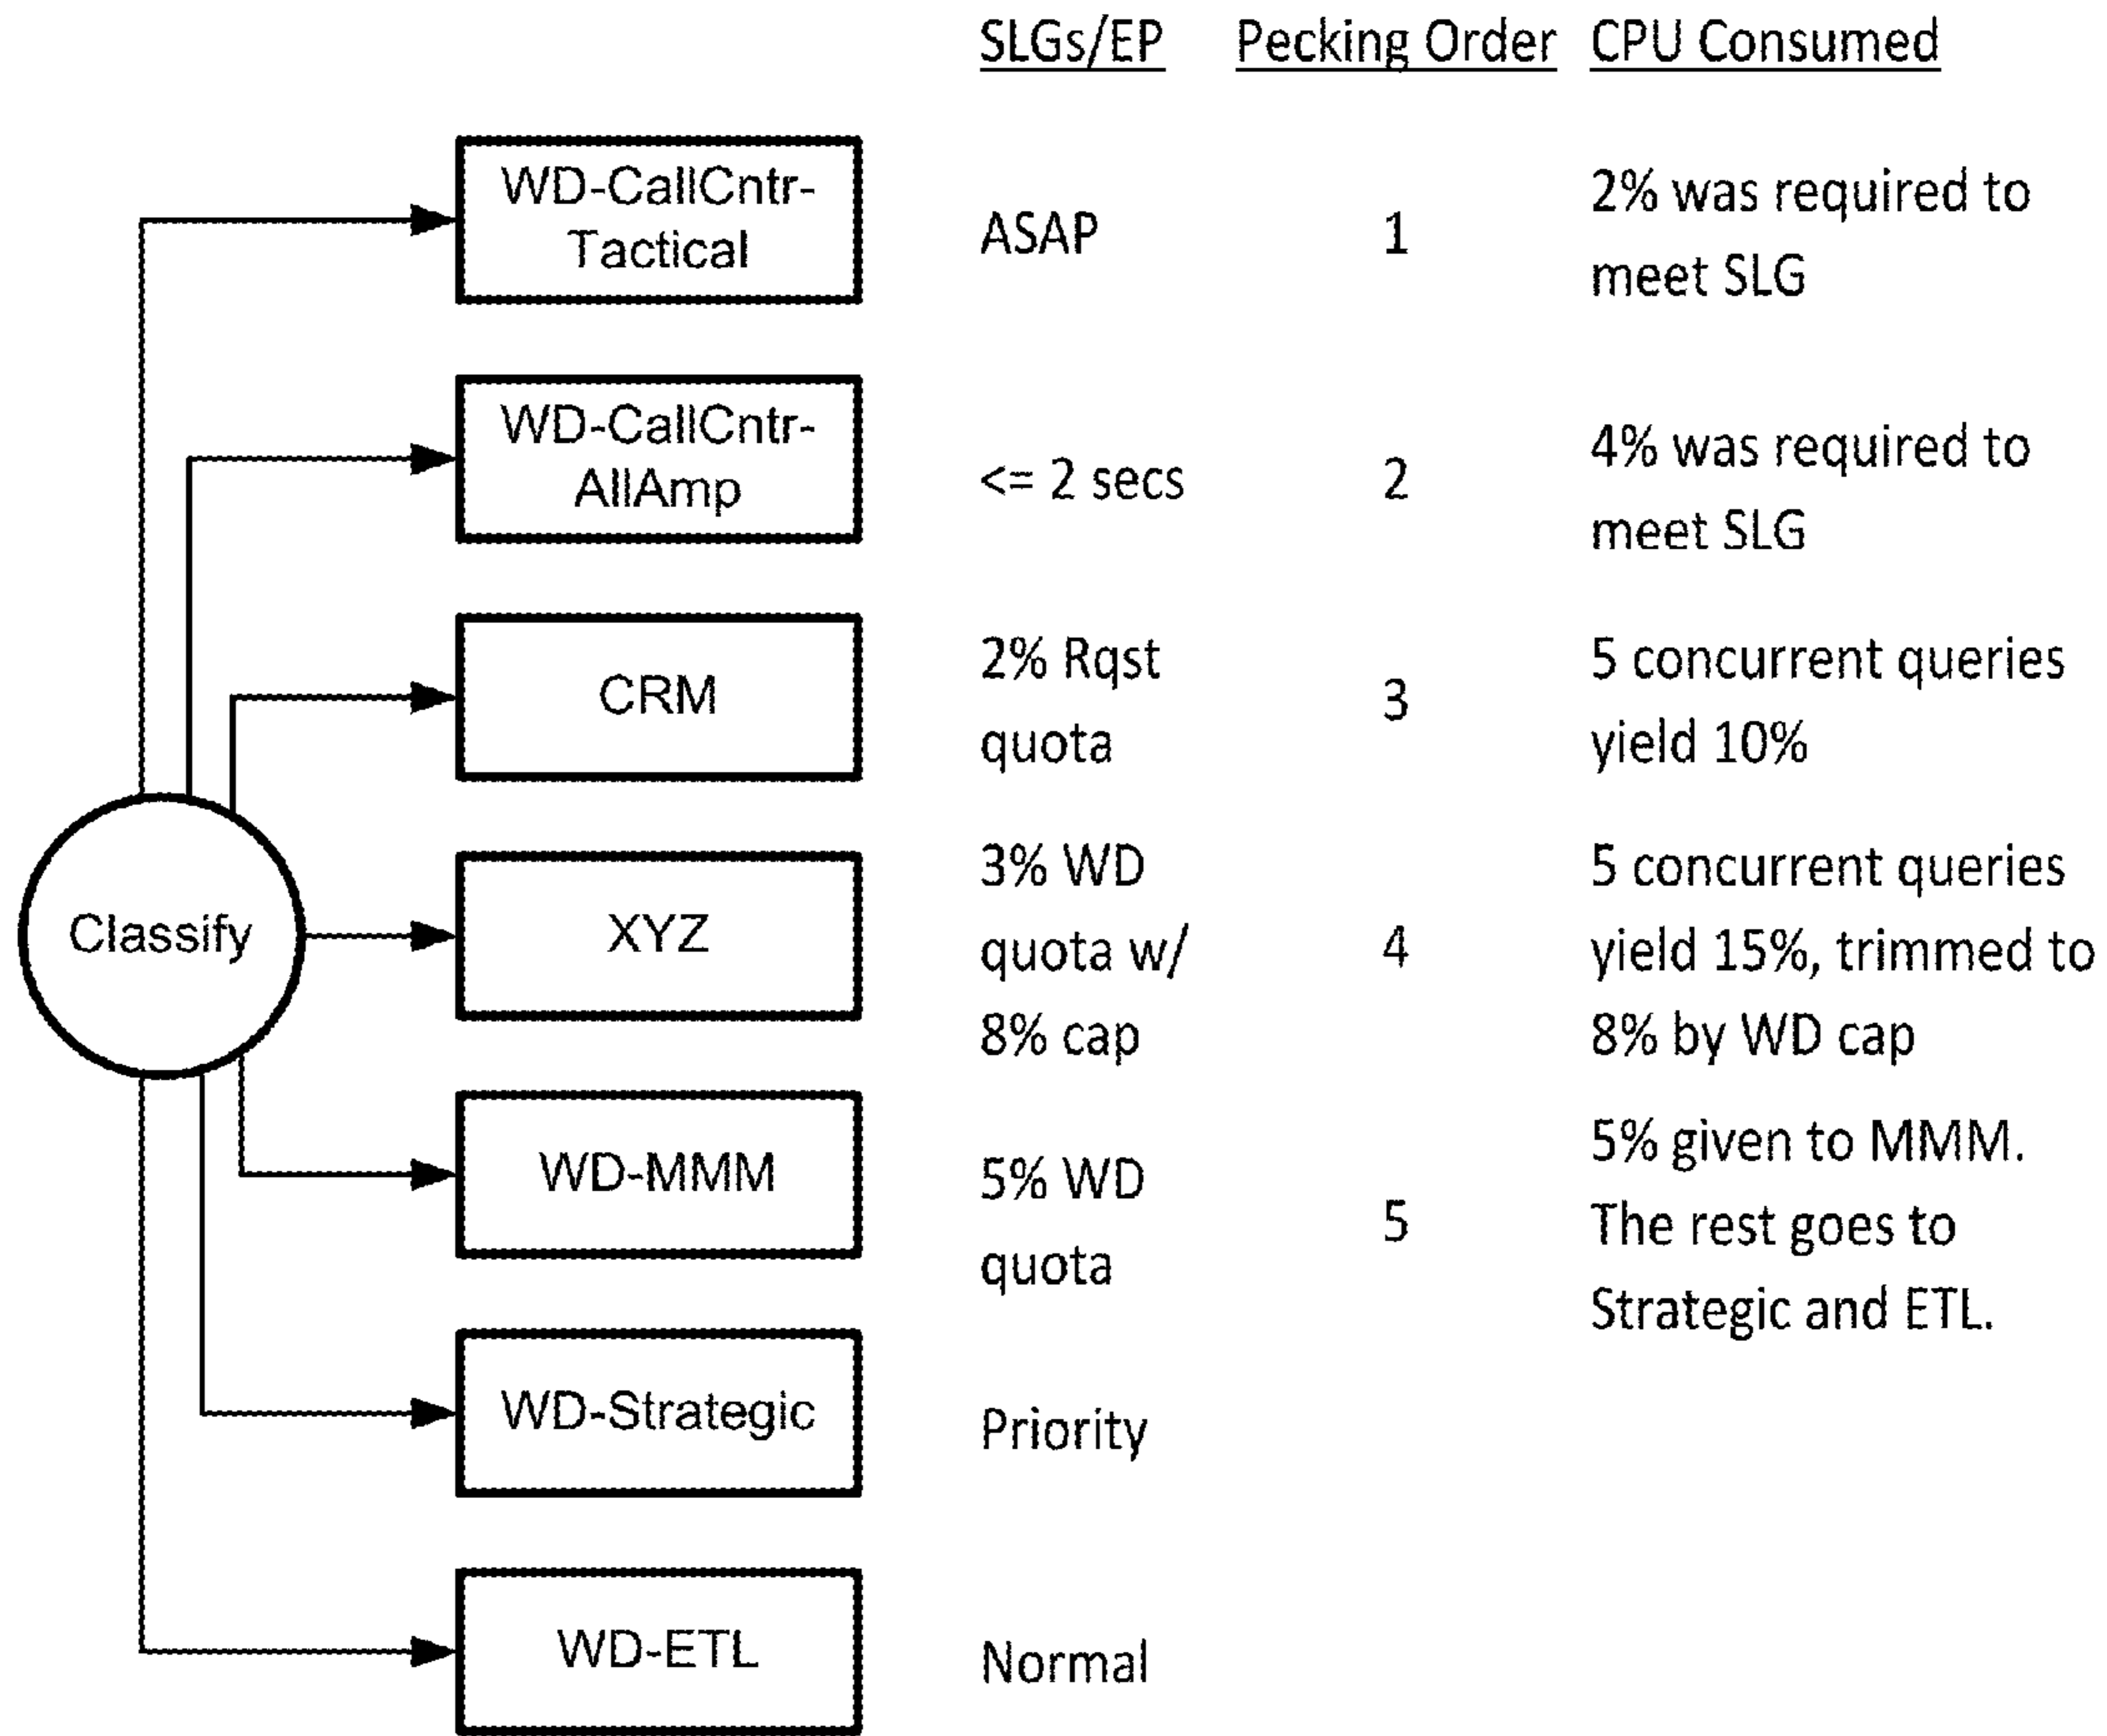 SLGs/EP Pecking Order CPU Consumed
WD-CallCntr-
Tactical
ASAP
1
2% was required to
meet SLG
WD-CallCntr-
AllAmp
<= 2 secs
2
4% was required to
meet SLG
CRM
2% Rqst
quota
3
5 concurrent queries
yield 10%
Classify
XYZ
3% WD
quota w/
8% cap
4
5 concurrent queries
yield 15%, trimmed to
8% by WD cap
WD-MMM
5% WD
quota
5
5% given to MMM.
The rest goes to
Strategic and ETL.
WD-Strategic
Priority
WD-ETL
Normal